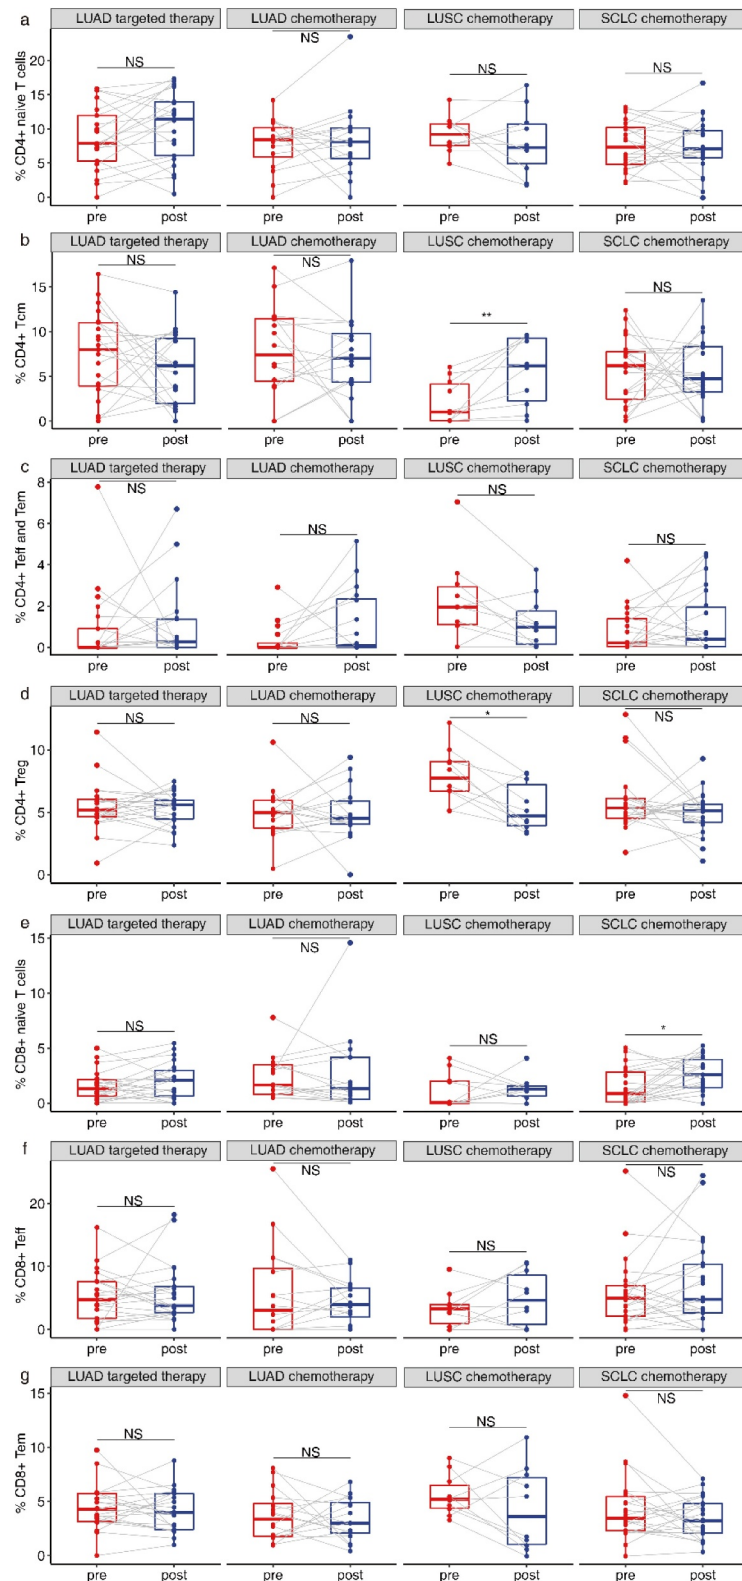 a
LUAD targeted therapy LUAD chemotherapy LUSC chemotherapy SCLC chemotherapy
% CD4+ naive T cells
20
15
10
5
0
NS NS NS NS
pre post pre post pre post pre post
b
LUAD targeted therapy LUAD chemotherapy LUSC chemotherapy SCLC chemotherapy
% CD4+ Tcm
15
10
5
0
NS NS ** NS
pre post pre post pre post pre post
c
LUAD targeted therapy LUAD chemotherapy LUSC chemotherapy SCLC chemotherapy
% CD4+ Teff and Tem
8
6
4
2
0
NS NS NS NS
pre post pre post pre post pre post
d
LUAD targeted therapy LUAD chemotherapy LUSC chemotherapy SCLC chemotherapy
% CD4+ Treg
10
5
0
NS NS * NS
pre post pre post pre post pre post
e
LUAD targeted therapy LUAD chemotherapy LUSC chemotherapy SCLC chemotherapy
% CD8+ naive T cells
15
10
5
0
NS NS NS *
pre post pre post pre post pre post
f
LUAD targeted therapy LUAD chemotherapy LUSC chemotherapy SCLC chemotherapy
% CD8+ Teff
20
10
0
NS NS NS NS
pre post pre post pre post pre post
g
LUAD targeted therapy LUAD chemotherapy LUSC chemotherapy SCLC chemotherapy
% CD8+ Tem
15
10
5
0
NS NS NS NS
pre post pre post pre post pre post